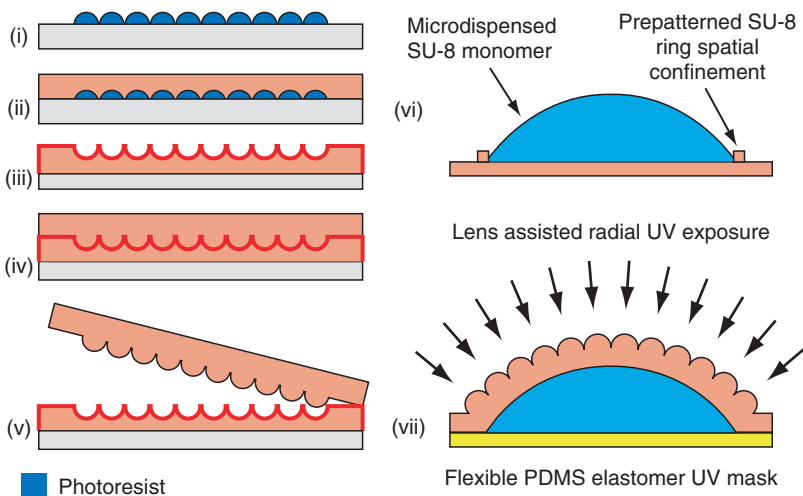 (i)
(ii)
(iii)
(iv)
(v)
Photoresist
Microdispensed
SU-8 monomer
Prepatterned SU-8
ring spatial
confinement
(vi)
Lens assisted radial UV exposure
(vii)
Flexible PDMS elastomer UV mask